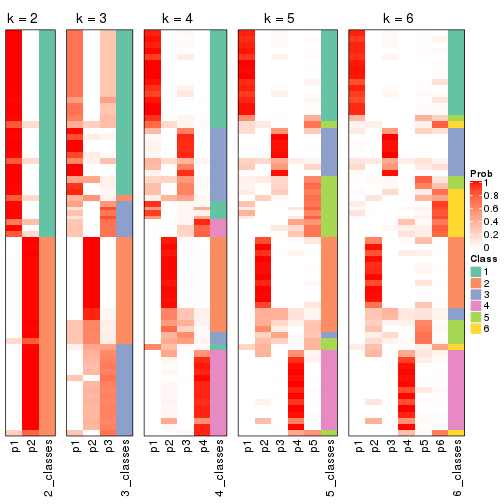 k = 2
k = 3
k = 4
k = 5
k = 6
Prob
1
0.8
0.6
0.4
0.2
0
Class
1
2
3
4
5
6
p1
p2
2_classes
p1
p2
p3
3_classes
p1
p2
p3
p4
4_classes
p1
p2
p3
p4
p5
5_classes
p1
p2
p3
p4
p5
p6
6_classes